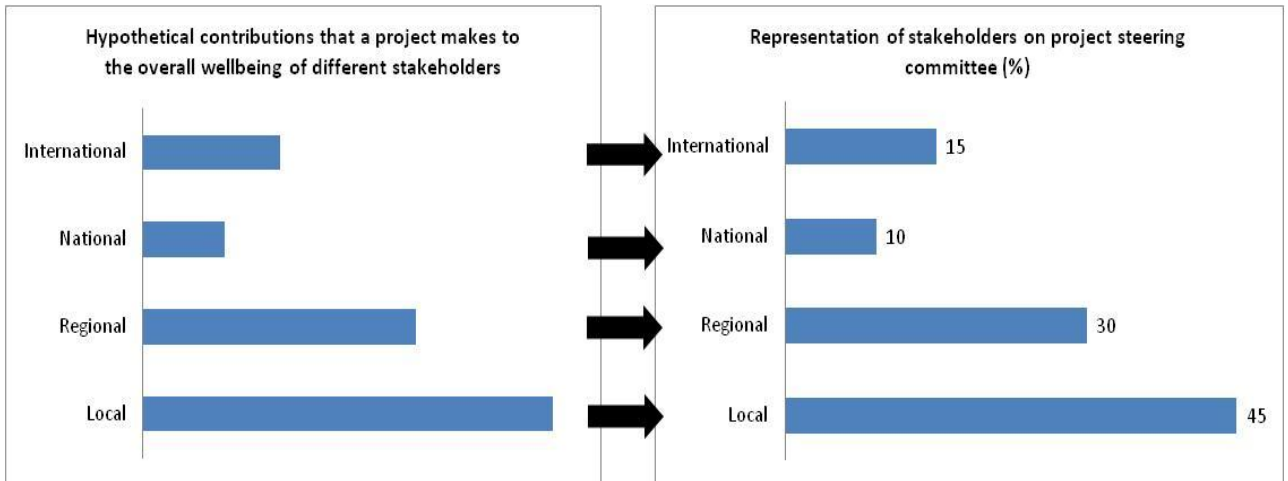 Hypothetical contributions that a project makes to
the overall wellbeing of different stakeholders
International
National
Regional
Local
Representation of stakeholders on project steering
committee (%)
International
15
National
10
Regional
30
Local
45